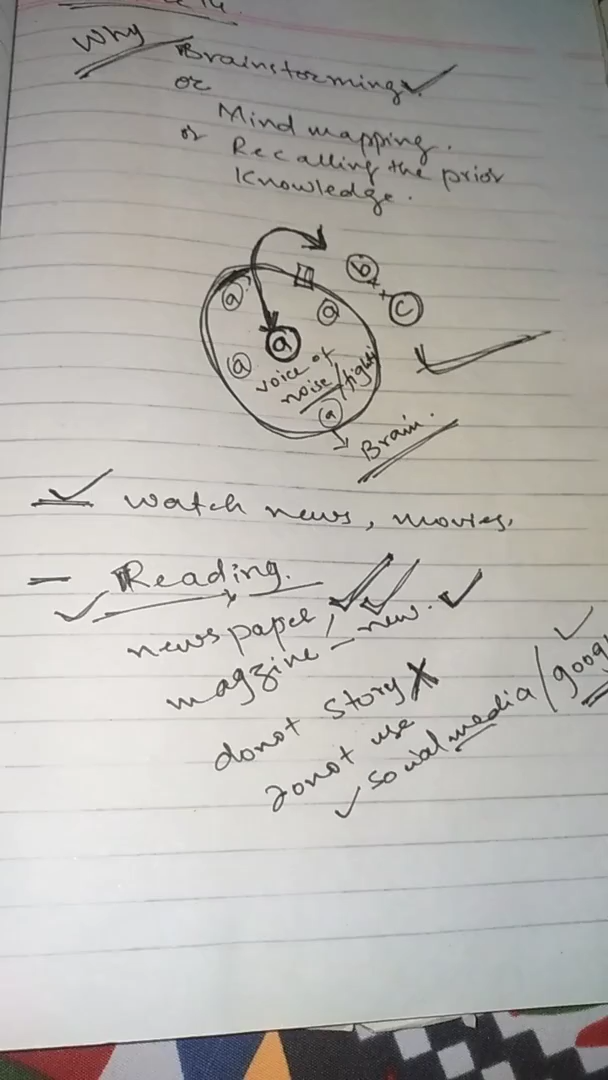 14
Why Brainstorming
or
Mind mapping.
or Recalling the prior
Knowledge.
b
+ + c
a
a
a
a
voice of
noise/
a
Brain.
watch news, movies.
Reading.
newspaper,
magzine - new.
donot story
donot use
social media/goog